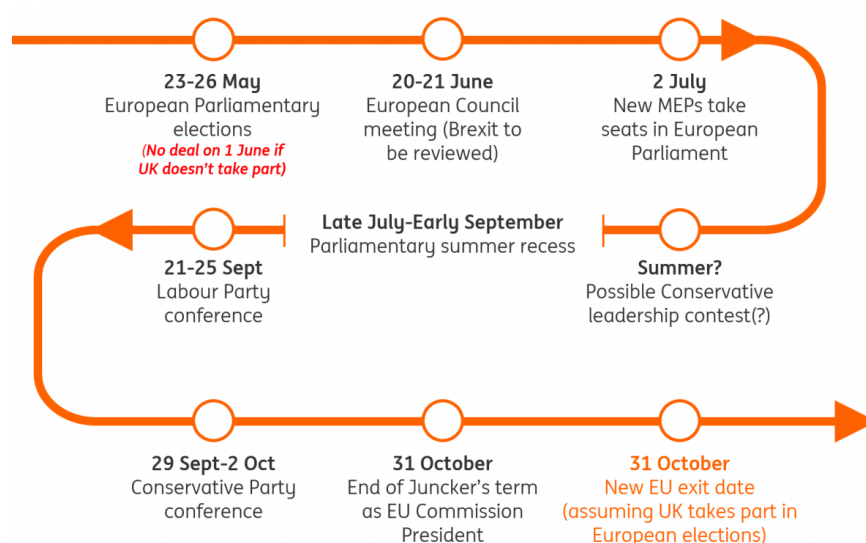 23-26 May
European Parliamentary
elections
(No deal on 1 June if
UK doesn't take part)
20-21 June
European Council
meeting (Brexit to
be reviewed)
2 July
New MEPs take
seats in European
Parliament
Summer?
Possible Conservative
leadership contest(?)
Late July-Early September
Parliamentary summer recess
21-25 Sept
Labour Party
conference
29 Sept-2 Oct
Conservative Party
conference
31 October
End of Juncker's term
as EU Commission
President
31 October
New EU exit date
(assuming UK takes part in
European elections)